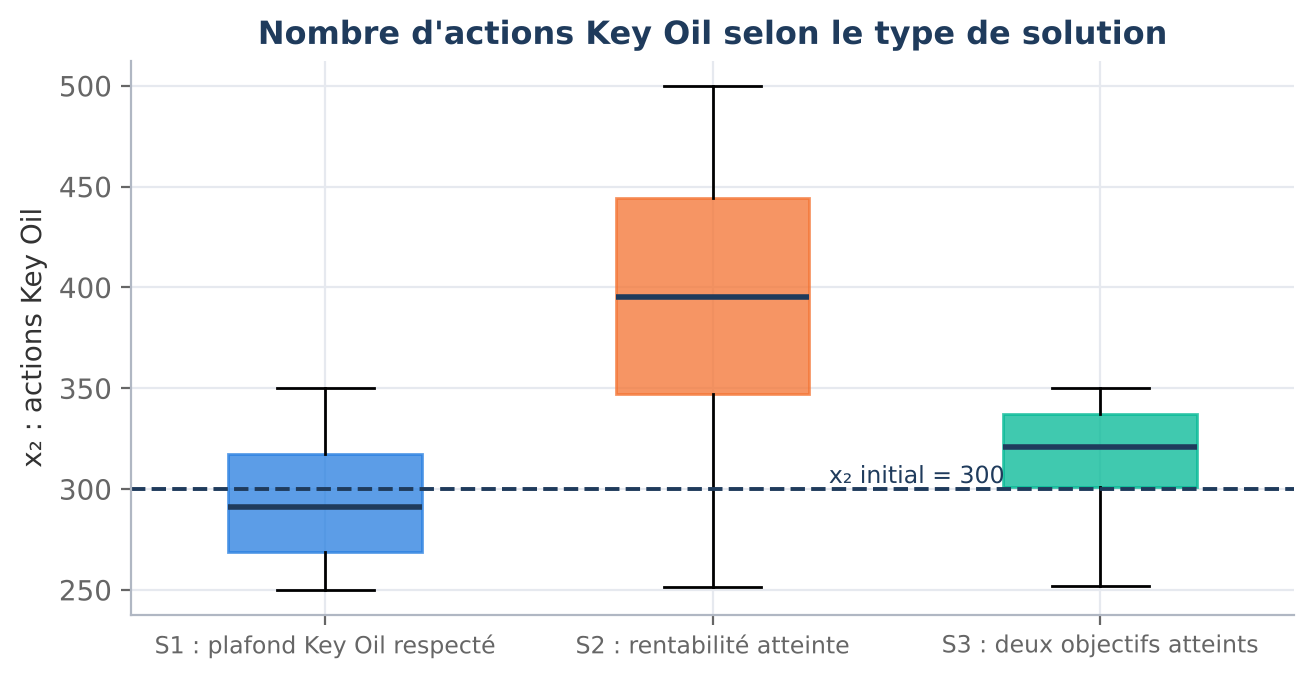 Nombre d'actions Key Oil selon le type de solution
x₂ : actions Key Oil
500
450
400
350
300
250
x₂ initial = 300
S1 : plafond Key Oil respecté
S2 : rentabilité atteinte
S3 : deux objectifs atteints